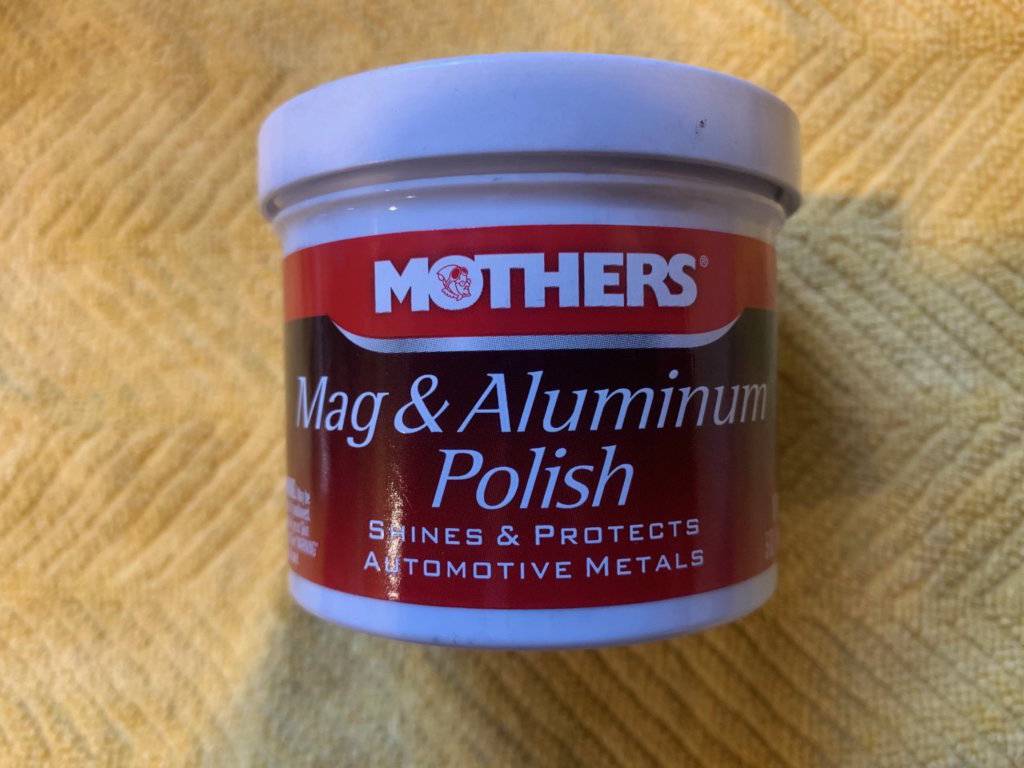 MOTHERS®
Mag & Aluminum
Polish
SHINES & PROTECTS
AUTOMOTIVE METALS